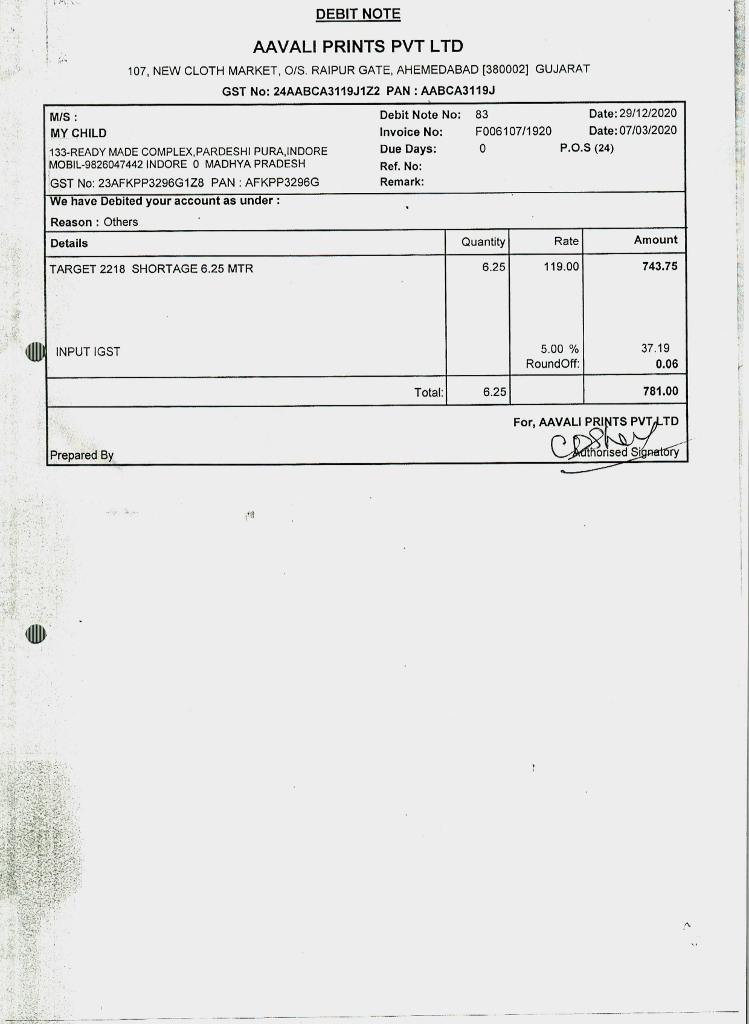 DEBIT NOTE
AAVALI PRINTS PVT LTD
107, NEW CLOTH MARKET, O/S. RAIPUR GATE, AHEMEDABAD [380002] GUJARAT
GST No: 24AABCA3119J1Z2 PAN : AABCA3119J
M/S :
MY CHILD
133-READY MADE COMPLEX,PARDESHI PURA,INDORE
MOBIL-9826047442 INDORE 0 MADHYA PRADESH
GST No: 23AFKPP3296G1Z8 PAN : AFKPP3296G
Debit Note No: 83 Date: 29/12/2020
Invoice No: F006107/1920 Date: 07/03/2020
Due Days: 0 P.O.S (24)
Ref. No:
Remark:
We have Debited your account as under :
Reason : Others
Details Quantity Rate Amount
TARGET 2218 SHORTAGE 6.25 MTR 6.25 119.00 743.75
INPUT IGST 5.00 % 37.19
RoundOff: 0.06
Total: 6.25 781.00
For, AAVALI PRINTS PVT LTD
Prepared By Authorised Signatory